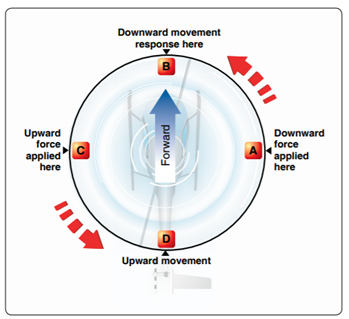 Downward movement
response here
B
Upward
force
applied
here
C
Forward
A
Downward
force
applied
here
D
Upward movement